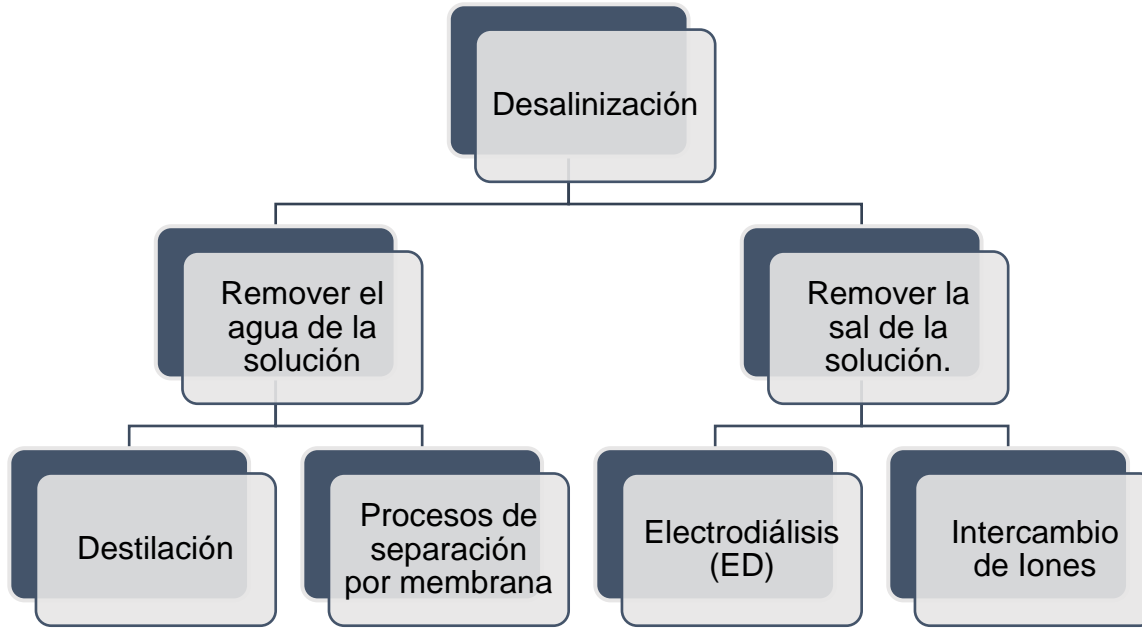 Desalinización
Remover el
agua de la
solución
Remover la
sal de la
solución.
Destilación
Procesos de
separación
por membrana
Electrodiálisis
(ED)
Intercambio
de Iones